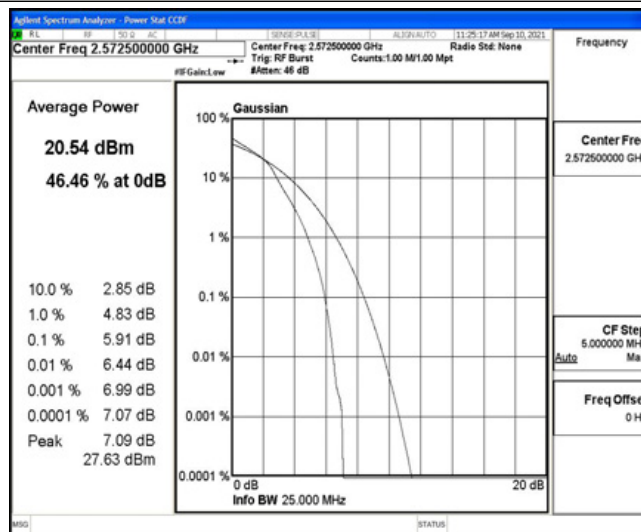 Agilent Spectrum Analyzer - Power Stat CCDF
RL RF 50 Ω AC SENSE:PULSE ALIGN AUTO 11:25:17 AM Sep 10, 2021
Center Freq 2.572500000 GHz
Center Freq: 2.572500000 GHz Radio Std: None
Trig: RF Burst Counts:1.00 M/1.00 Mpt
#IFGain:Low #Atten: 46 dB
Frequency
Average Power
20.54 dBm
46.46 % at 0dB
10.0 % 2.85 dB
1.0 % 4.83 dB
0.1 % 5.91 dB
0.01 % 6.44 dB
0.001 % 6.99 dB
0.0001 % 7.07 dB
Peak 7.09 dB
27.63 dBm
Gaussian
100 %
10 %
1 %
0.1 %
0.01 %
0.001 %
0.0001 %
0 dB 20 dB
Info BW 25.000 MHz
Center Fre
2.572500000 GH
CF Ste
5.000000 MH
Auto Ma
Freq Offse
0 H
MSG STATUS